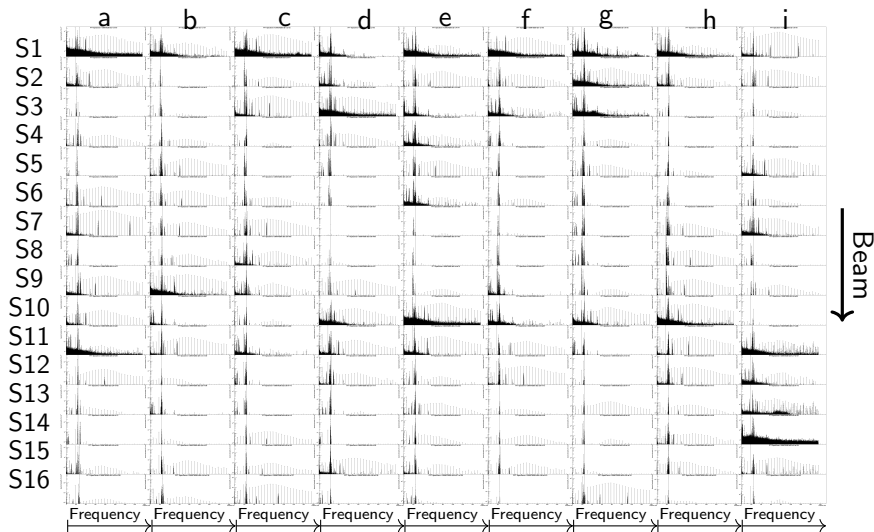 a b c d e f g h i
S1
S2
S3
S4
S5
S6
S7
S8
S9
S10
S11
S12
S13
S14
S15
S16
Beam
Frequency Frequency Frequency Frequency Frequency Frequency Frequency Frequency Frequency